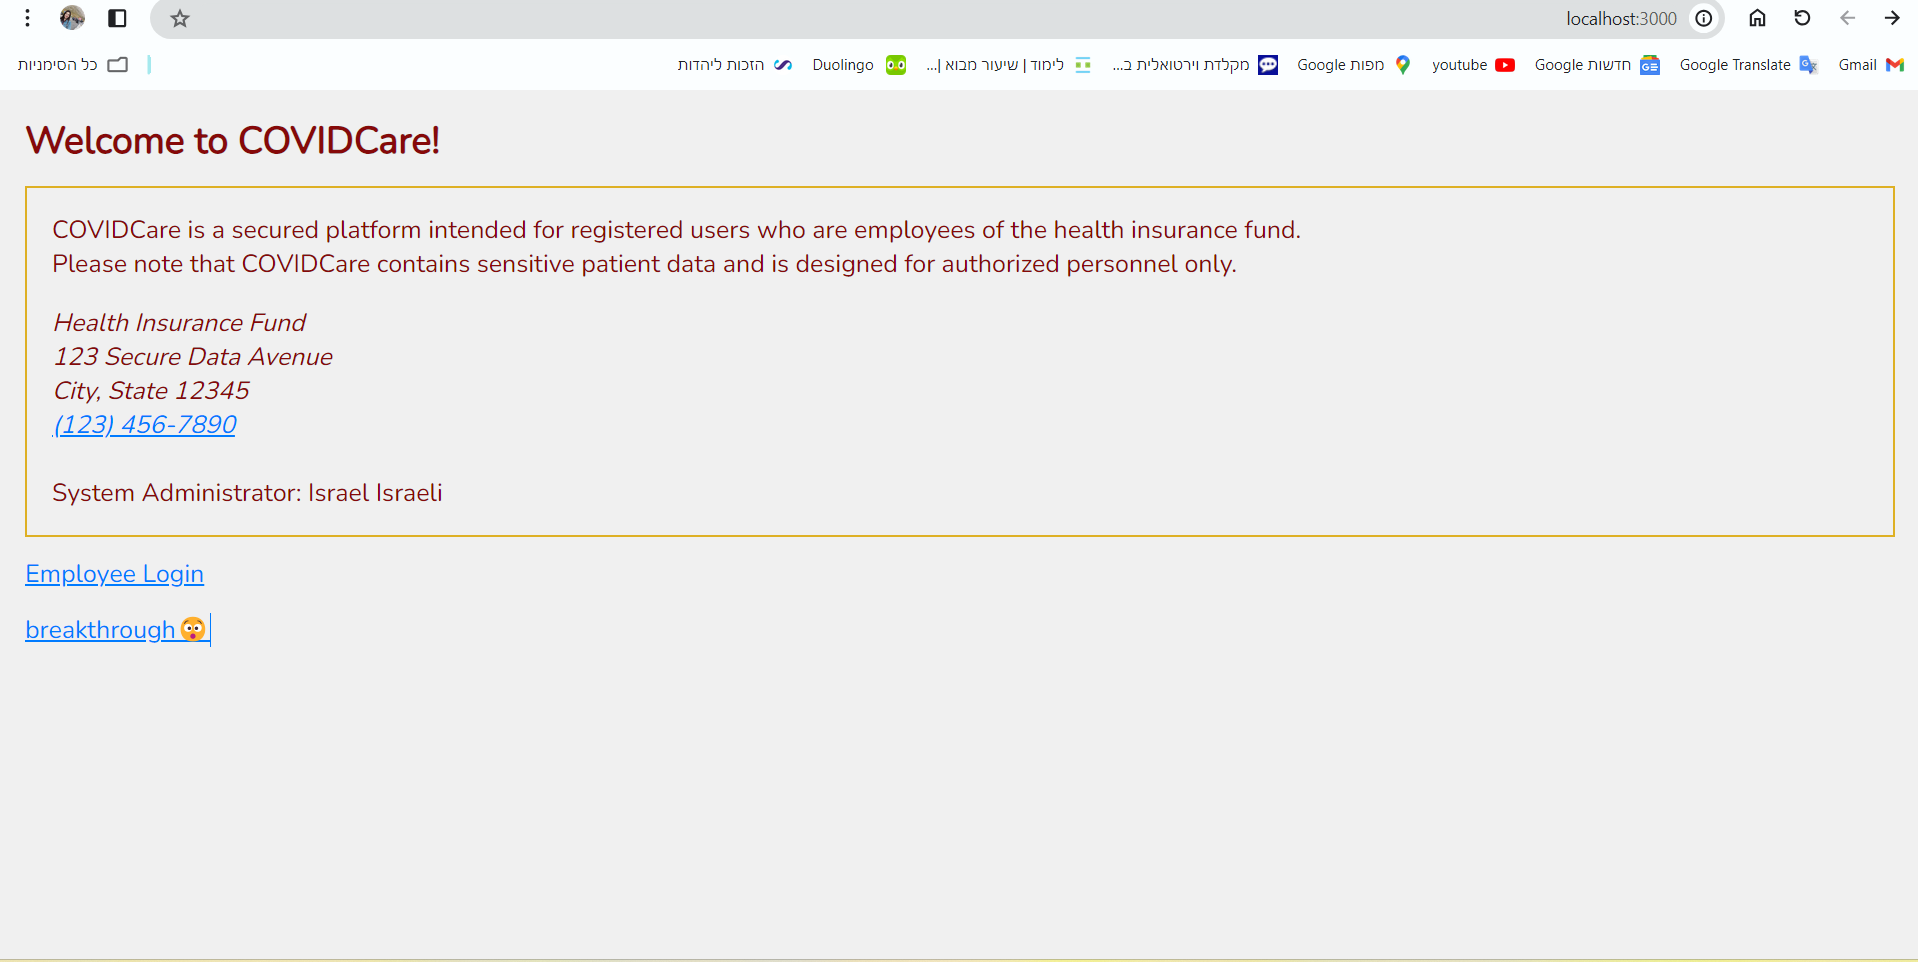 localhost:3000
Gmail
Google Translate
חדשות Google
youtube
מפות Google
מקלדת וירטואלית ב...
לימוד | שיעור מבוא |...
Duolingo
הזכות ליהדות
כל הסימניות
Welcome to COVIDCare!
COVIDCare is a secured platform intended for registered users who are employees of the health insurance fund.
Please note that COVIDCare contains sensitive patient data and is designed for authorized personnel only.
Health Insurance Fund
123 Secure Data Avenue
City, State 12345
(123) 456-7890
System Administrator: Israel Israeli
Employee Login
breakthrough😲